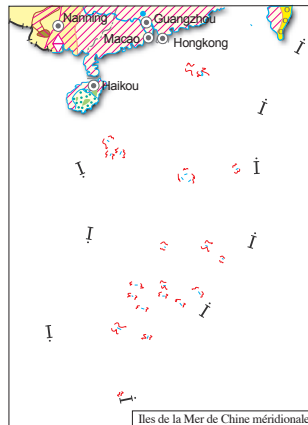 Nanning
Guangzhou
Macao
Hongkong
Haikou
Iles de la Mer de Chine méridionale